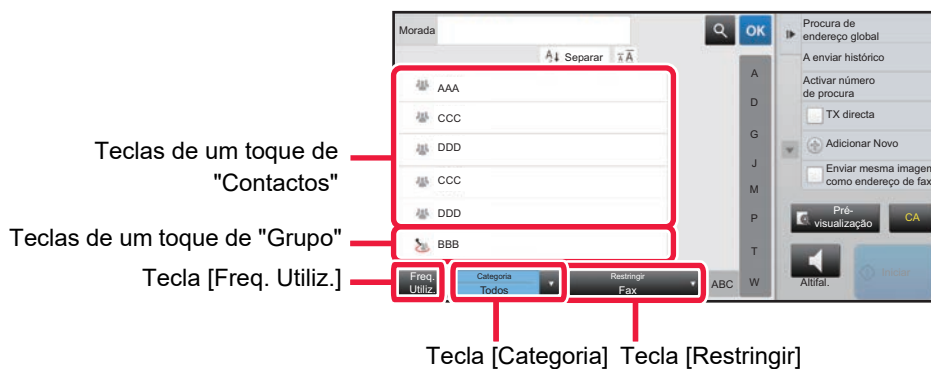 Morada
OK
Separar
AAA
CCC
DDD
CCC
DDD
BBB
Freq.
Utiliz.
Categoria
Todos
Restringir
Fax
ABC
A
D
G
J
M
P
T
W
Procura de
endereço global
A enviar histórico
Activar número
de procura
TX directa
Adicionar Novo
Enviar mesma imagen
como endereço de fax
Pré-
visualização
CA
Altifal.
Iniciar
Teclas de um toque de
"Contactos"
Teclas de um toque de "Grupo"
Tecla [Freq. Utiliz.]
Tecla [Categoria] Tecla [Restringir]